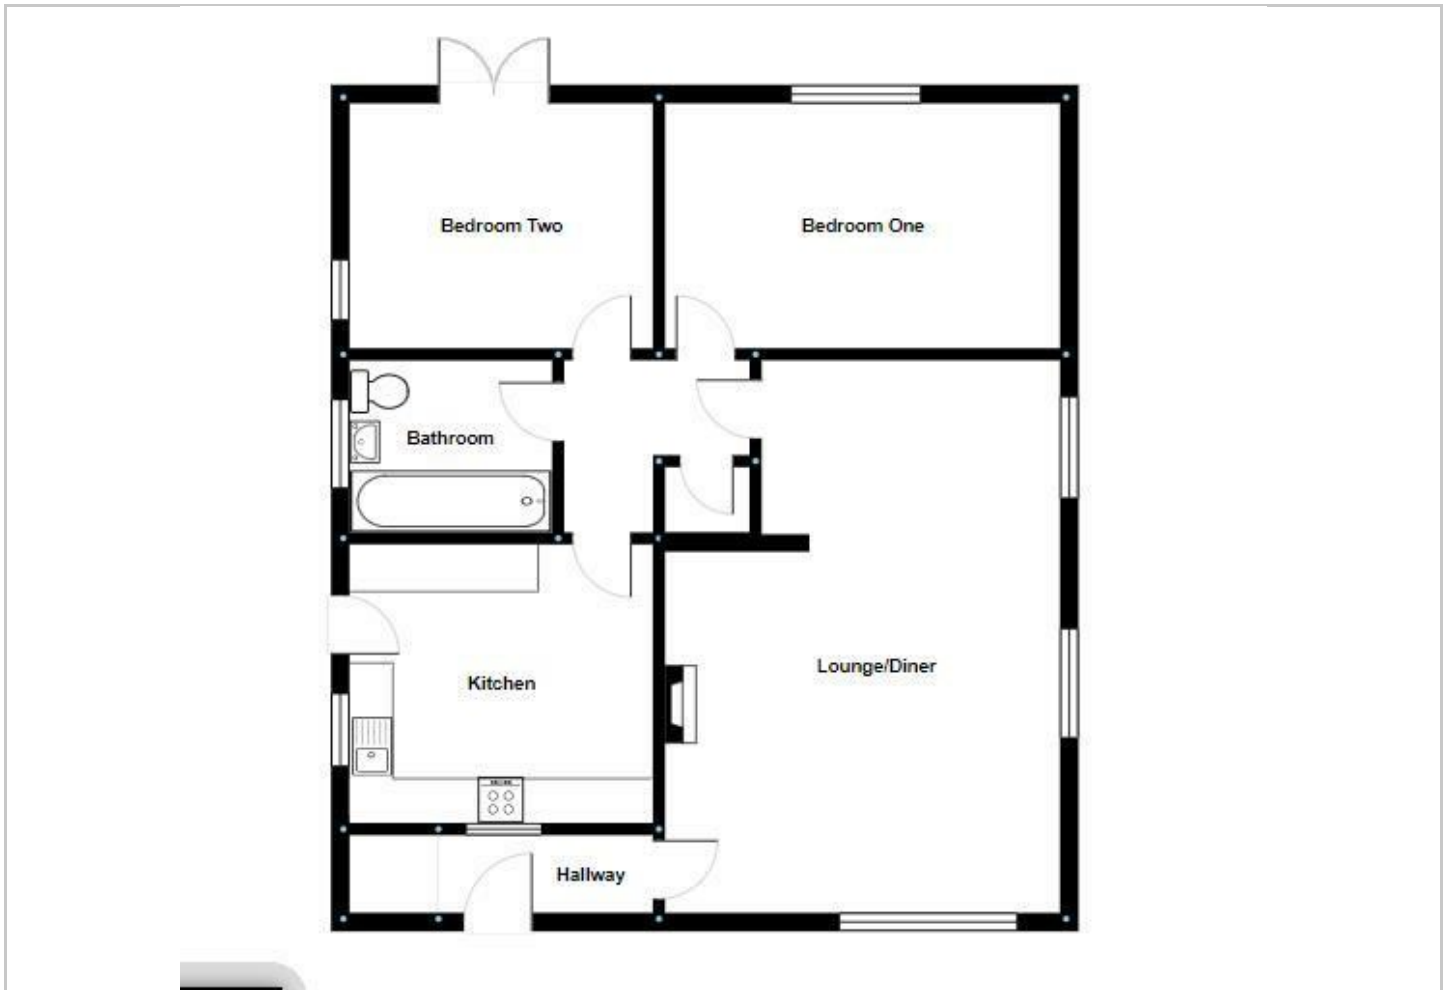 Bedroom Two
Bedroom One
Bathroom
Lounge/Diner
Kitchen
Hallway